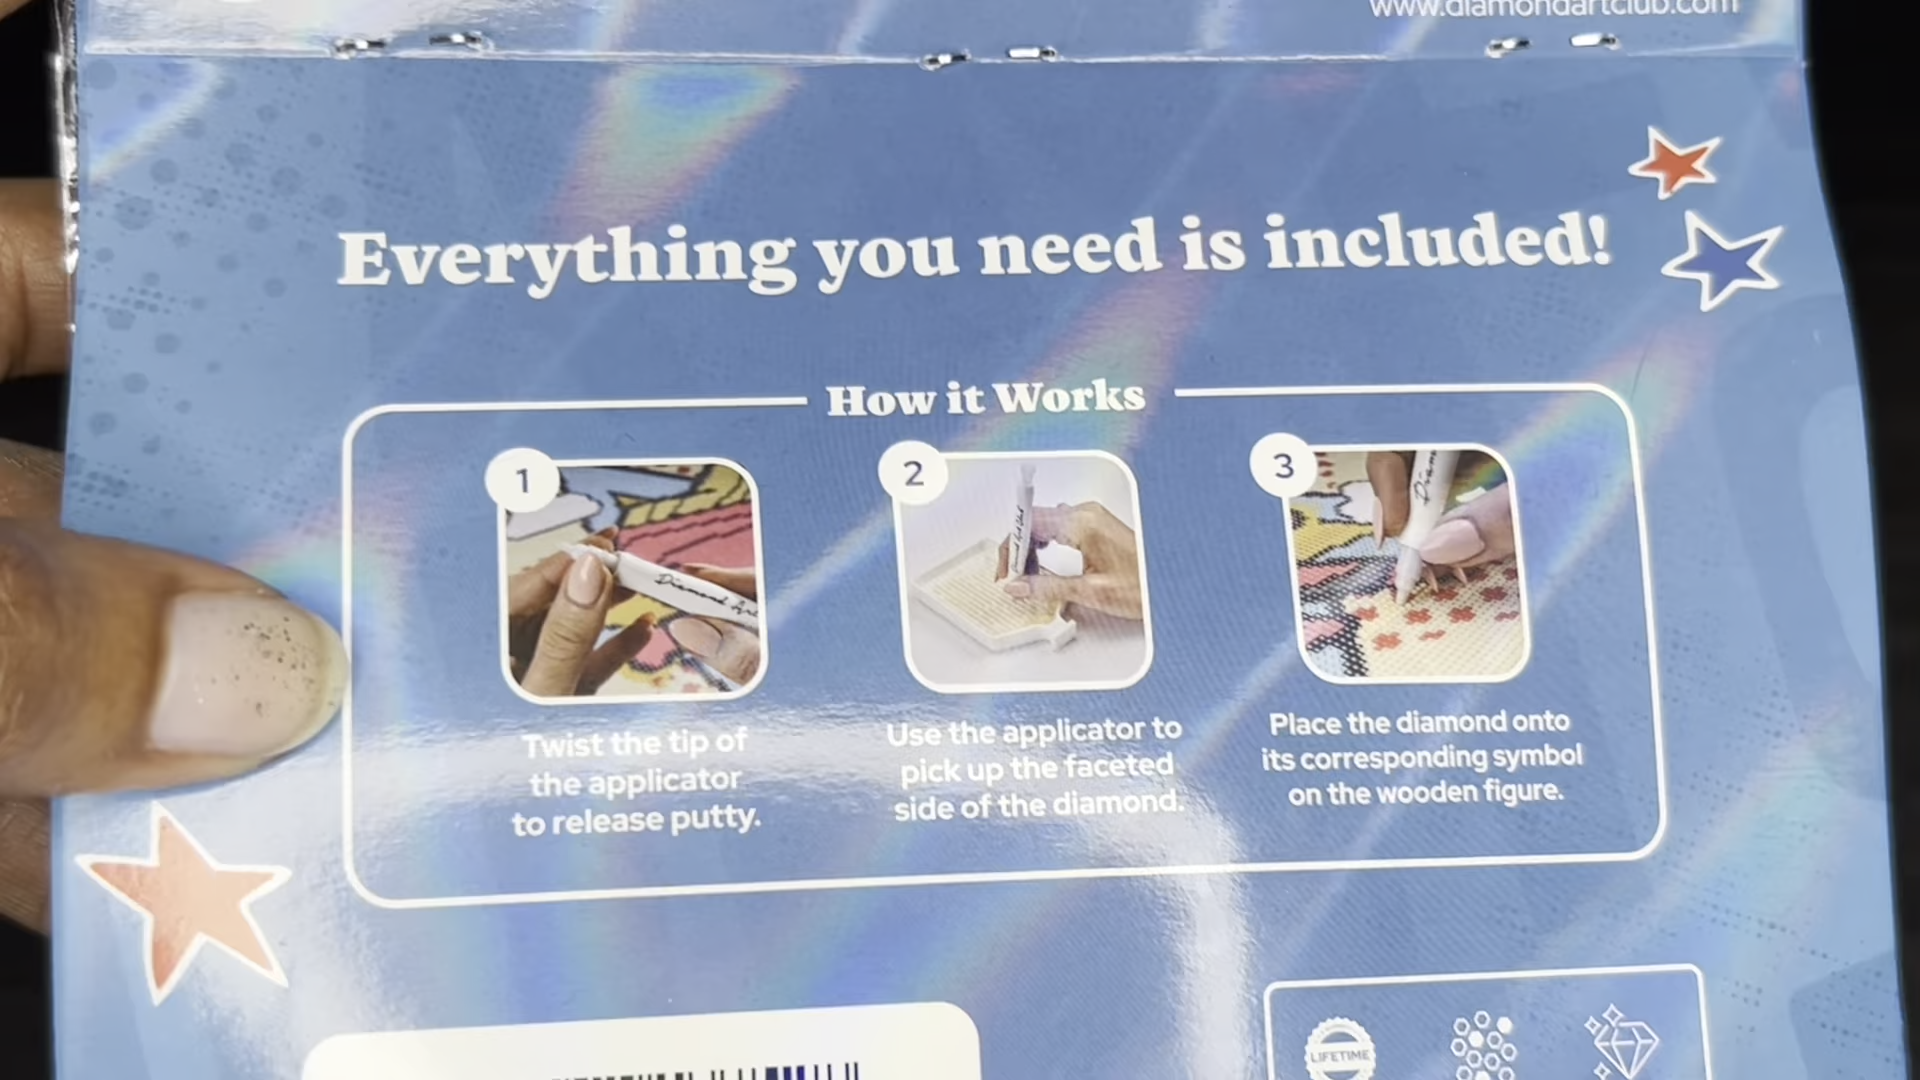 www.diamondartclub.com
Everything you need is included!
How it Works
1
2
3
Diamond Art
Twist the tip of
the applicator
to release putty.
Use the applicator to
pick up the faceted
side of the diamond.
Place the diamond onto
its corresponding symbol
on the wooden figure.
LIFETIME